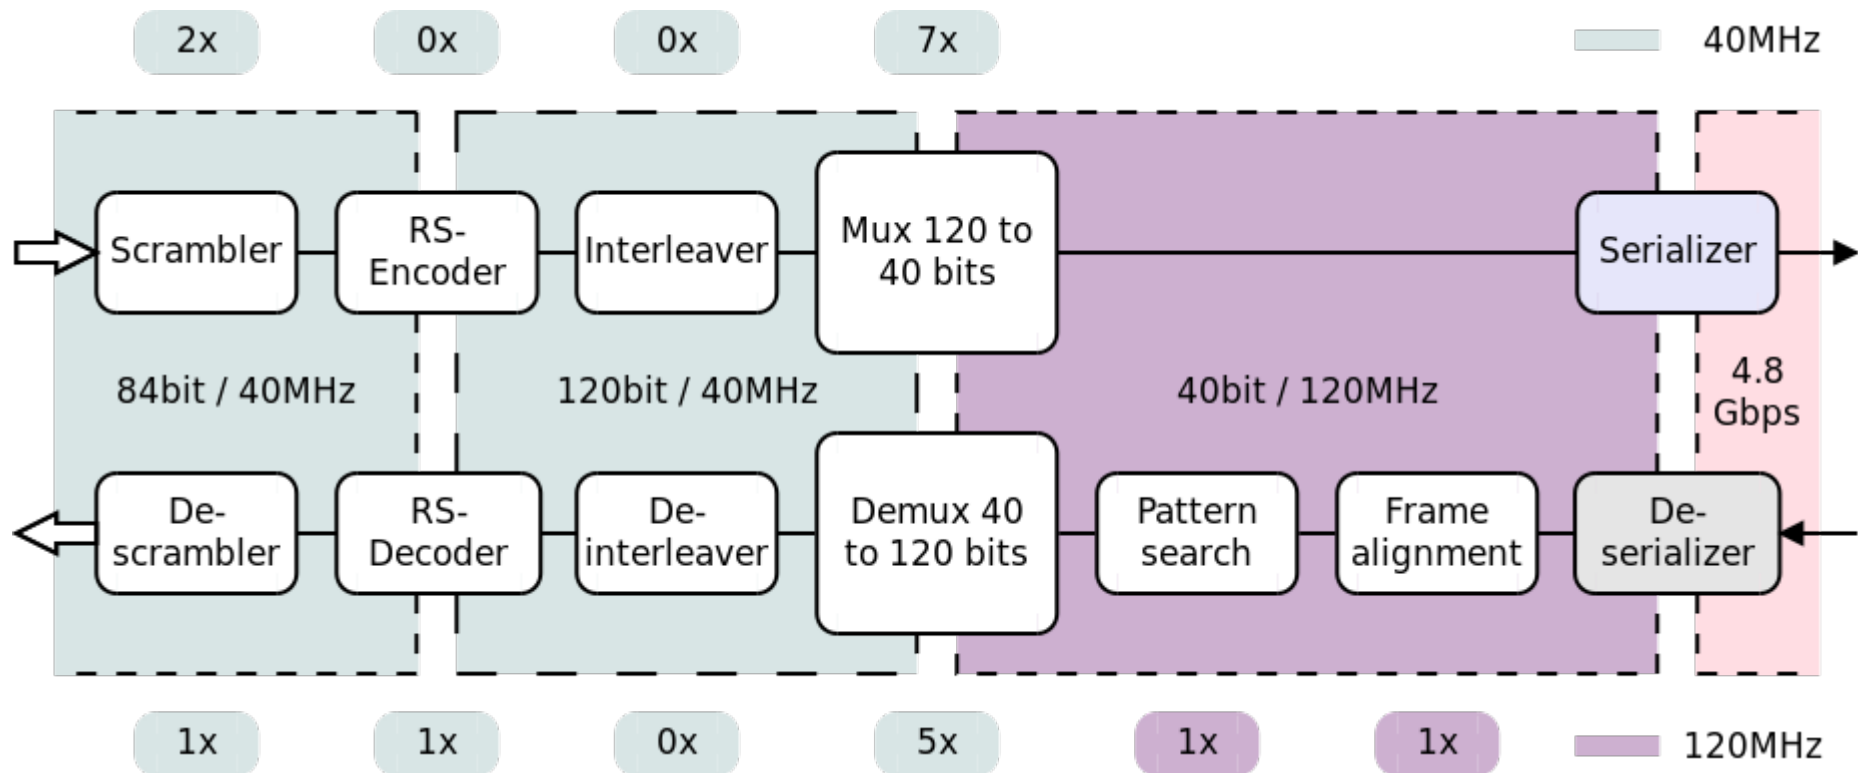 2x
0x
0x
7x
40MHz
Scrambler
RS-
Encoder
Interleaver
Mux 120 to
40 bits
Serializer
84bit / 40MHz
120bit / 40MHz
40bit / 120MHz
4.8
Gbps
De-
scrambler
RS-
Decoder
De-
interleaver
Demux 40
to 120 bits
Pattern
search
Frame
alignment
De-
serializer
1x
1x
0x
5x
1x
1x
120MHz